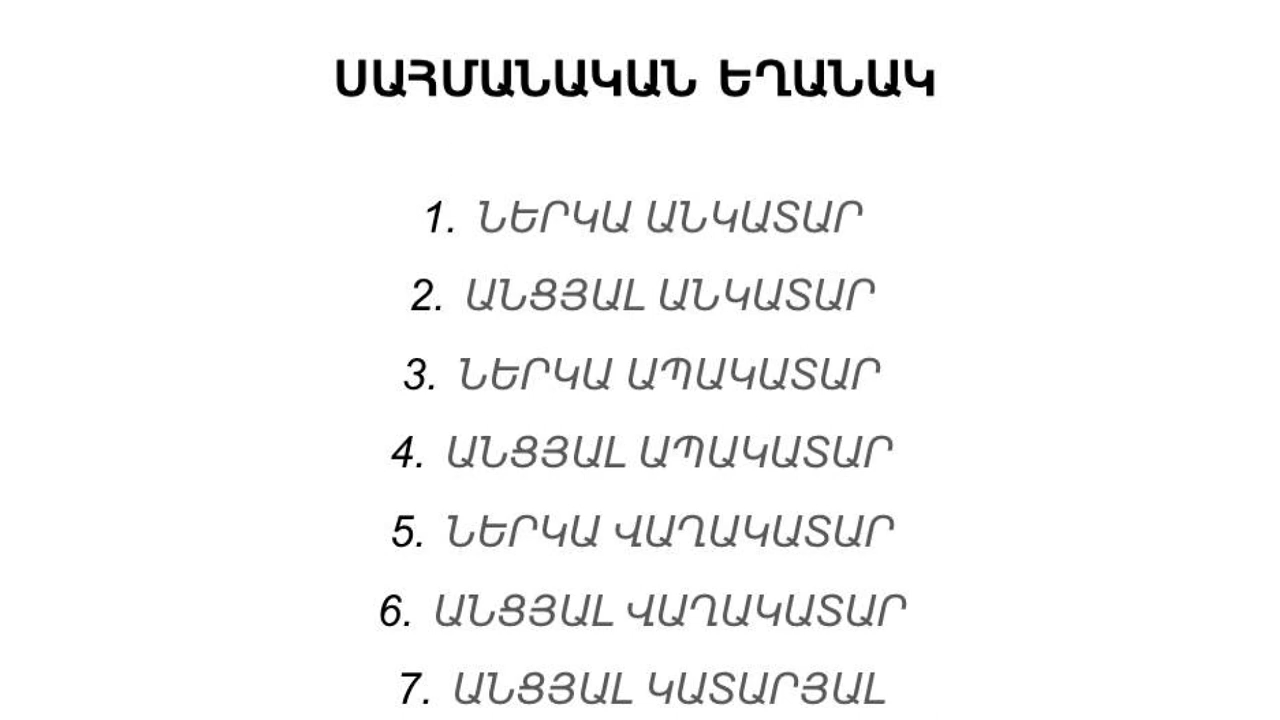 ՍԱՀՄԱՆԱԿԱՆ ԵՂԱՆԱԿ
1. ՆԵՐԿԱ ԱՆԿԱՏԱՐ
2. ԱՆՑՅԱԼ ԱՆԿԱՏԱՐ
3. ՆԵՐԿԱ ԱՊԱԿԱՏԱՐ
4. ԱՆՑՅԱԼ ԱՊԱԿԱՏԱՐ
5. ՆԵՐԿԱ ՎԱՂԱԿԱՏԱՐ
6. ԱՆՑՅԱԼ ՎԱՂԱԿԱՏԱՐ
7. ԱՆՑՅԱԼ ԿԱՏԱՐՅԱԼ